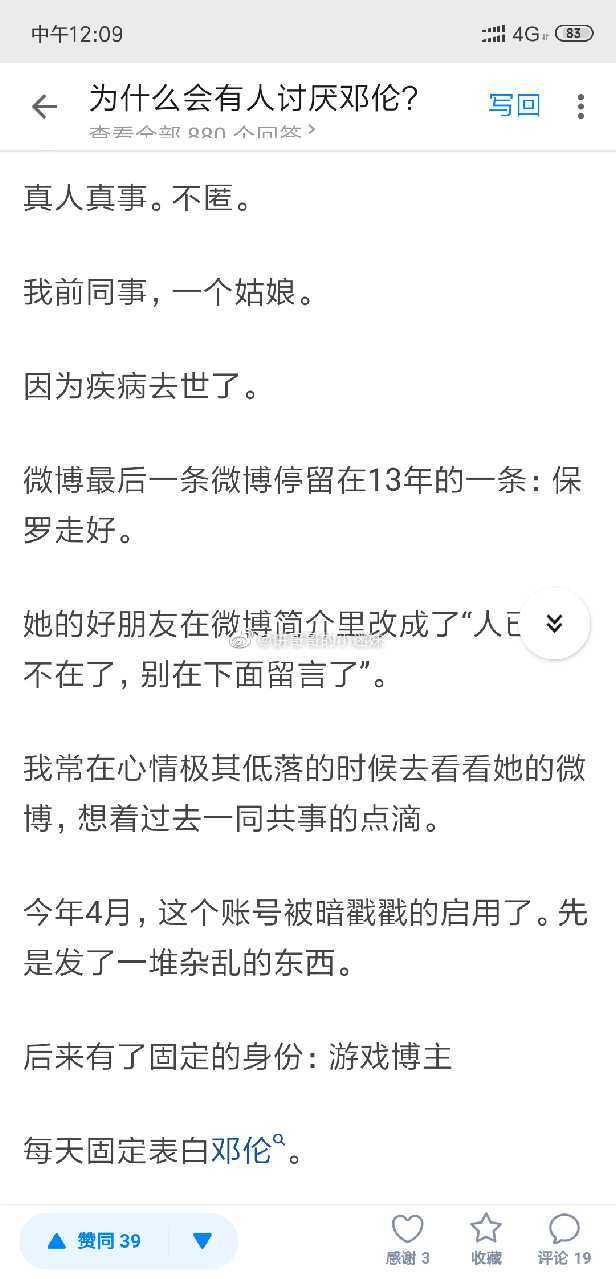 中午12:09
4G
83
为什么会有人讨厌邓伦?
写回
查看全部 880 个回答
真人真事。不匿。
我前同事，一个姑娘。
因为疾病去世了。
微博最后一条微博停留在13年的一条：保
罗走好。
她的好朋友在微博简介里改成了“人已
不在了，别在下面留言了”。
我常在心情极其低落的时候去看看她的微
博，想着过去一同共事的点滴。
今年4月，这个账号被暗戳戳的启用了。先
是发了一堆杂乱的东西。
后来有了固定的身份：游戏博主
每天固定表白邓伦。
赞同 39
感谢 3
收藏
评论 19